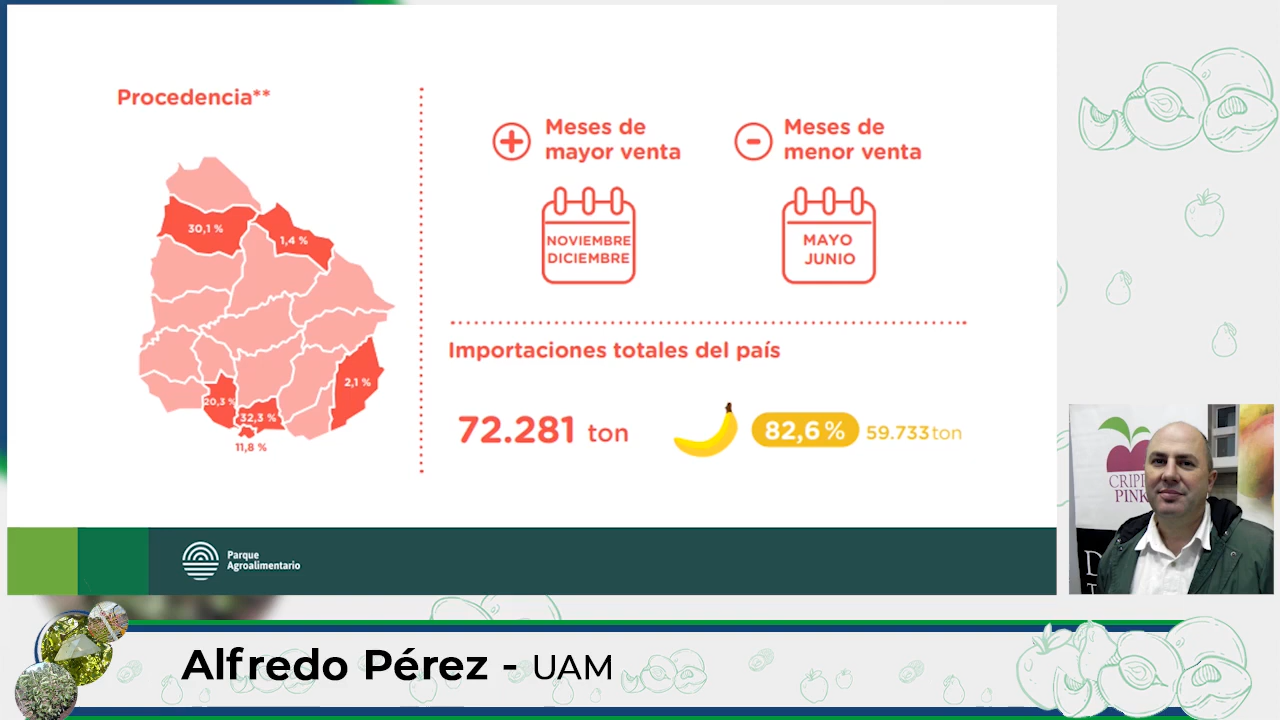 Procedencia**
30,1 %
1,4 %
2,1 %
20,3 %
32,3 %
11,8 %
Meses de
mayor venta
NOVIEMBRE
DICIEMBRE
Meses de
menor venta
MAYO
JUNIO
Importaciones totales del país
72.281 ton
82,6 %
59.733 ton
Parque
Agroalimentario
PINK
Alfredo Pérez - UAM